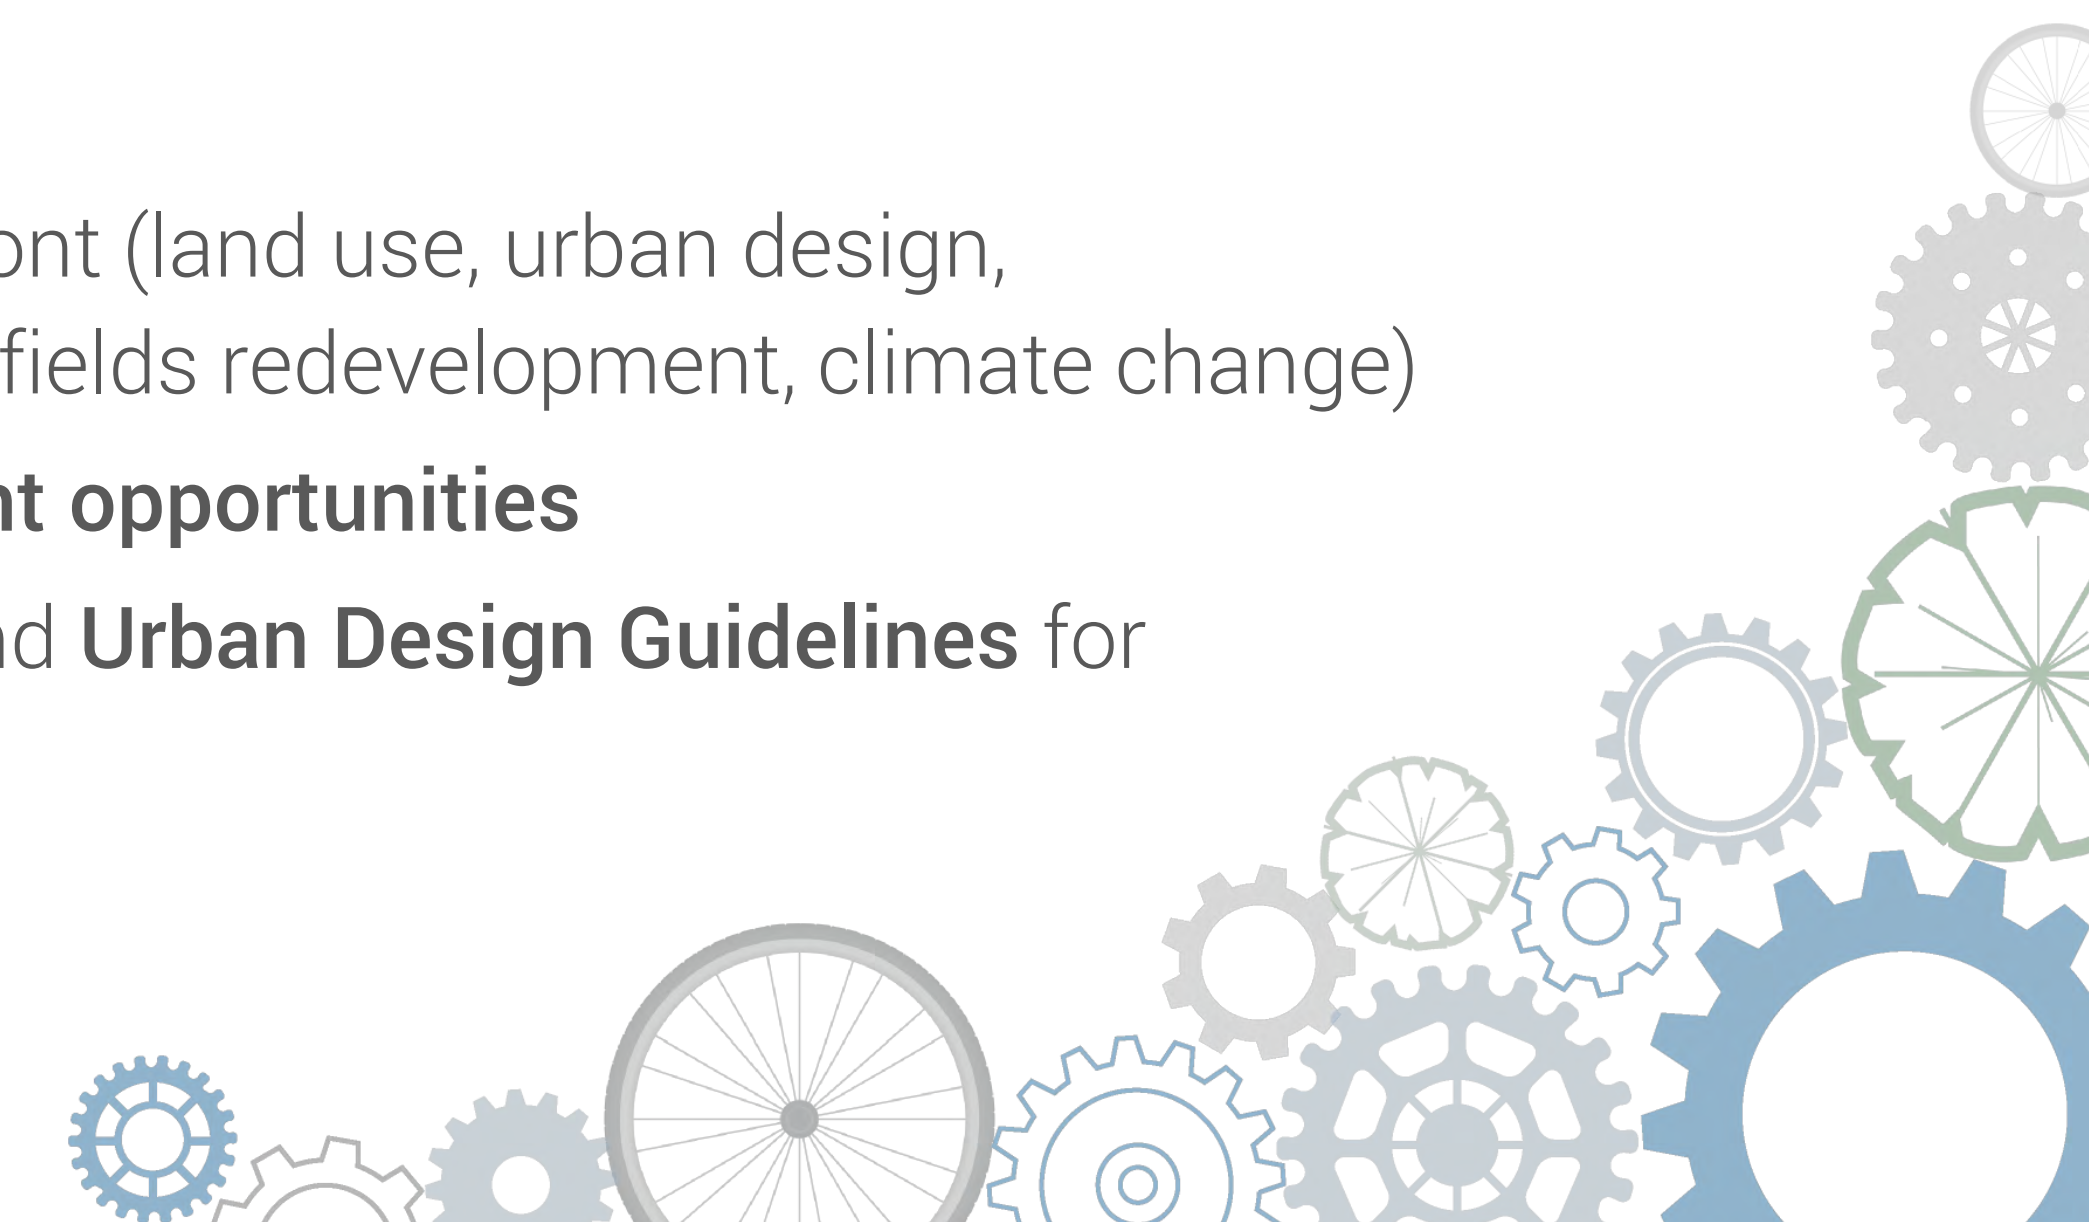 ont (land use, urban design,
fields redevelopment, climate change)
nt opportunities
nd Urban Design Guidelines for